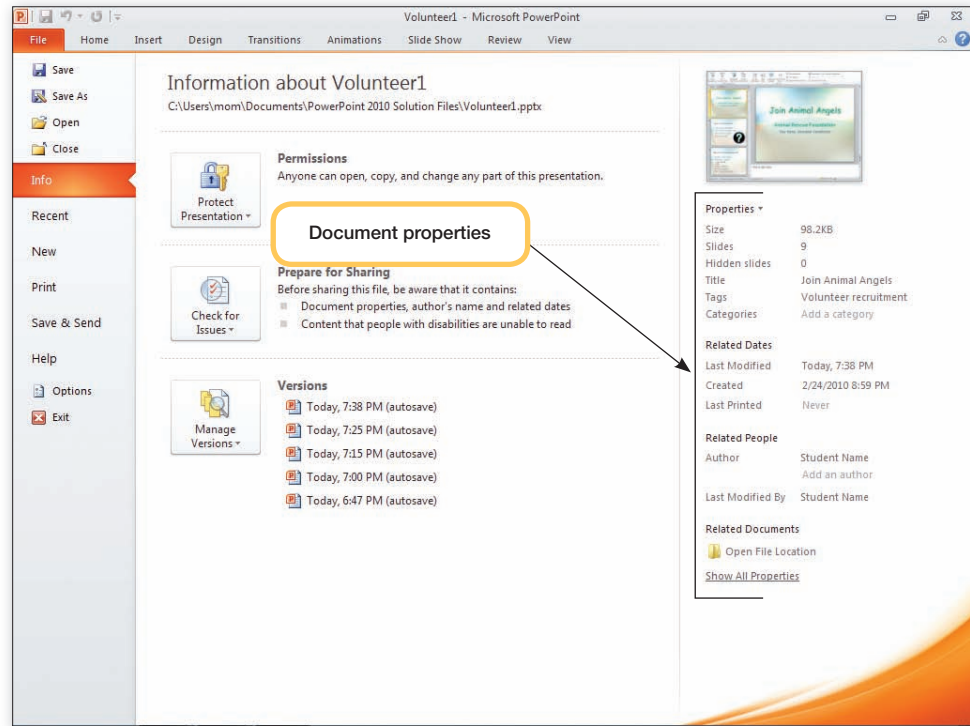 Volunteer1 - Microsoft PowerPoint
File Home Insert Design Transitions Animations Slide Show Review View
Save
Save As
Open
Close
Info
Recent
New
Print
Save & Send
Help
Options
Exit
Information about Volunteer1
C:\Users\mom\Documents\PowerPoint 2010 Solution Files\Volunteer1.pptx
Protect
Presentation
Permissions
Anyone can open, copy, and change any part of this presentation.
Document properties
Check for
Issues
Prepare for Sharing
Before sharing this file, be aware that it contains:
Document properties, author's name and related dates
Content that people with disabilities are unable to read
Manage
Versions
Versions
Today, 7:38 PM (autosave)
Today, 7:25 PM (autosave)
Today, 7:15 PM (autosave)
Today, 7:00 PM (autosave)
Today, 6:47 PM (autosave)
Join Animal Angels
Animal Rescue Foundation
Properties
Size 98.2KB
Slides 9
Hidden slides 0
Title Join Animal Angels
Tags Volunteer recruitment
Categories Add a category
Related Dates
Last Modified Today, 7:38 PM
Created 2/24/2010 8:59 PM
Last Printed Never
Related People
Author Student Name
Add an author
Last Modified By Student Name
Related Documents
Open File Location
Show All Properties